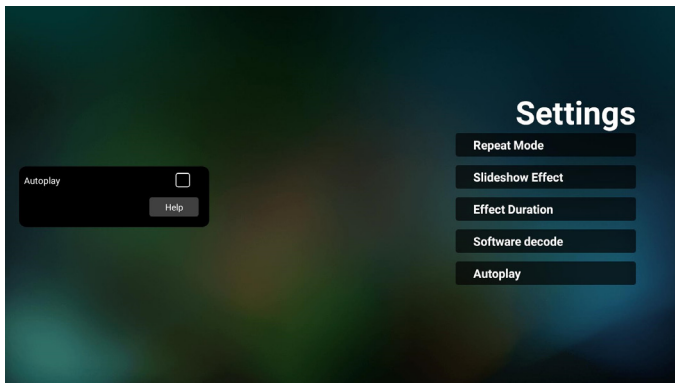 Settings
Repeat Mode
Slideshow Effect
Effect Duration
Software decode
Autoplay
Autoplay
Help